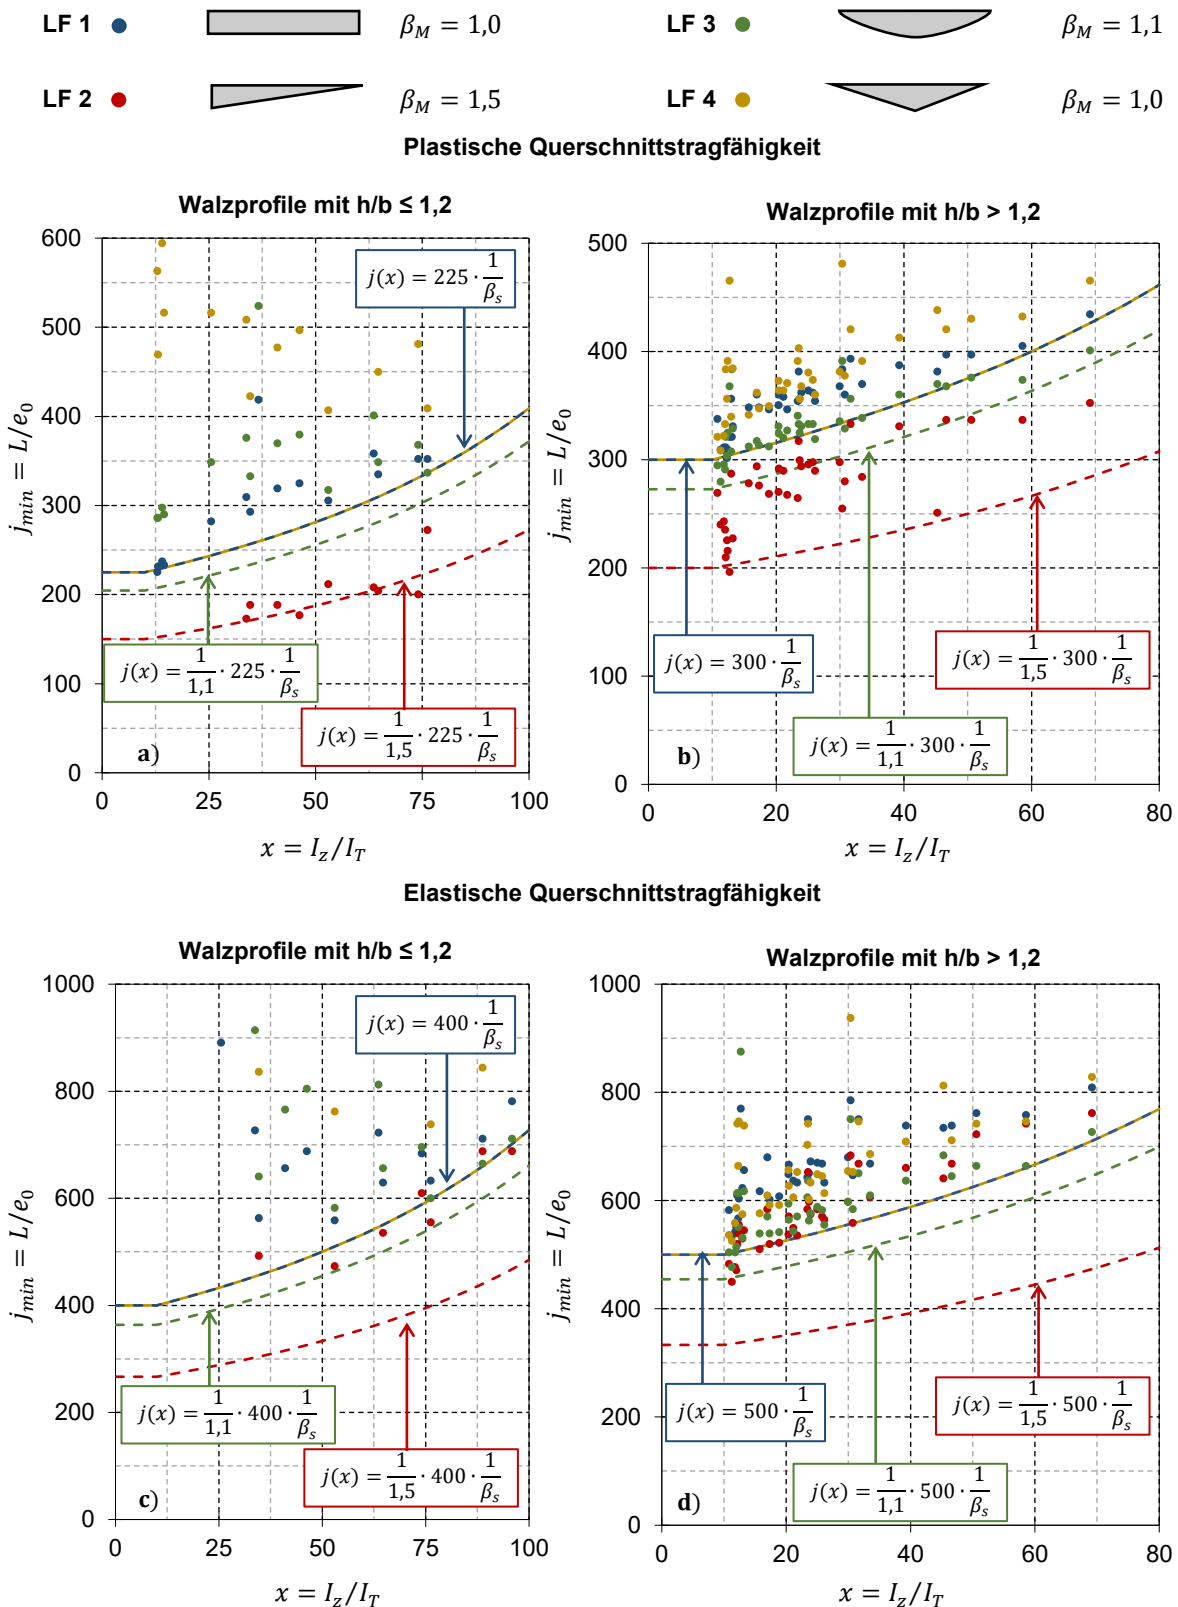 LF 1 β_M = 1,0 LF 3 β_M = 1,1
LF 2 β_M = 1,5 LF 4 β_M = 1,0
Plastische Querschnittstragfähigkeit
Walzprofile mit h/b ≤ 1,2
j_min = L/e_0
600
500
400
300
200
100
0
0 25 50 75 100
x = I_z/I_T
j(x) = 225 · 1/β_s
j(x) = 1/1,1 · 225 · 1/β_s
j(x) = 1/1,5 · 225 · 1/β_s
a)
Walzprofile mit h/b > 1,2
j_min = L/e_0
500
400
300
200
100
0
0 20 40 60 80
x = I_z/I_T
j(x) = 300 · 1/β_s
j(x) = 1/1,5 · 300 · 1/β_s
j(x) = 1/1,1 · 300 · 1/β_s
b)
Elastische Querschnittstragfähigkeit
Walzprofile mit h/b ≤ 1,2
j_min = L/e_0
1000
800
600
400
200
0
0 25 50 75 100
x = I_z/I_T
j(x) = 400 · 1/β_s
j(x) = 1/1,1 · 400 · 1/β_s
j(x) = 1/1,5 · 400 · 1/β_s
c)
Walzprofile mit h/b > 1,2
j_min = L/e_0
1000
800
600
400
200
0
0 20 40 60 80
x = I_z/I_T
j(x) = 500 · 1/β_s
j(x) = 1/1,5 · 500 · 1/β_s
j(x) = 1/1,1 · 500 · 1/β_s
d)